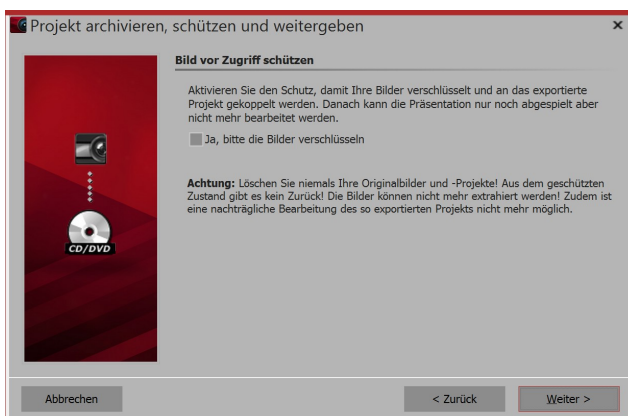 Projekt archivieren, schützen und weitergeben
Bild vor Zugriff schützen
Aktivieren Sie den Schutz, damit Ihre Bilder verschlüsselt und an das exportierte
Projekt gekoppelt werden. Danach kann die Präsentation nur noch abgespielt aber
nicht mehr bearbeitet werden.
Ja, bitte die Bilder verschlüsseln
Achtung: Löschen Sie niemals Ihre Originalbilder und -Projekte! Aus dem geschützten
Zustand gibt es kein Zurück! Die Bilder können nicht mehr extrahiert werden! Zudem ist
eine nachträgliche Bearbeitung des so exportierten Projekts nicht mehr möglich.
CD/DVD
Abbrechen
< Zurück
Weiter >